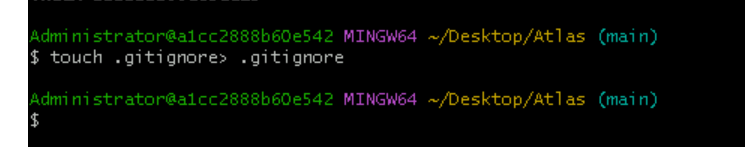 Administrator@a1cc2888b60e542 MINGW64 ~/Desktop/Atlas (main)
$ touch .gitignore> .gitignore
Administrator@a1cc2888b60e542 MINGW64 ~/Desktop/Atlas (main)
$